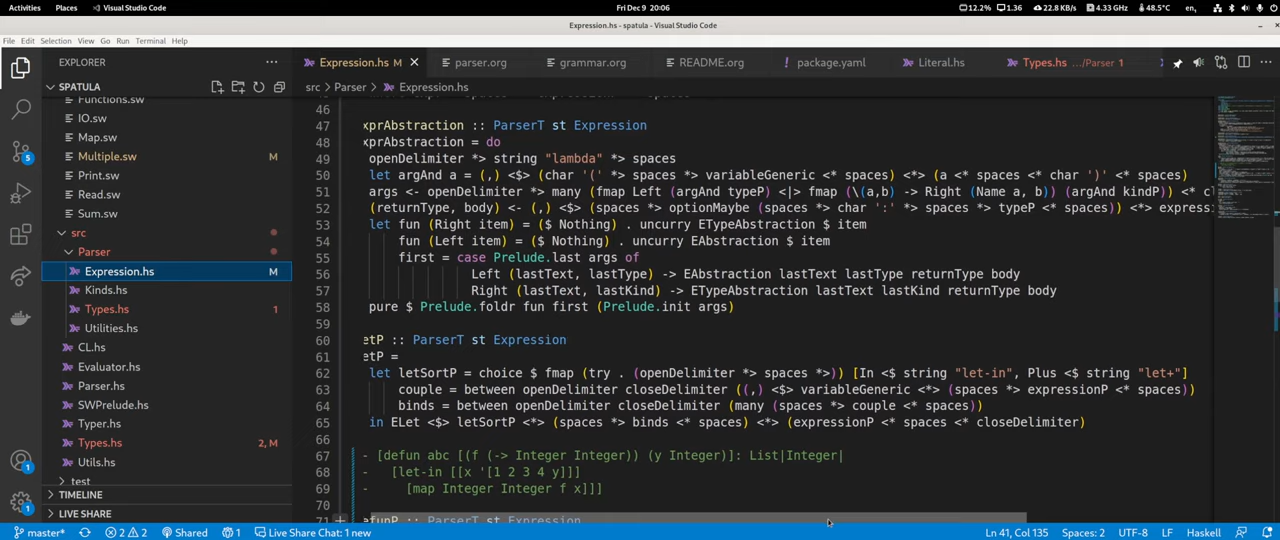 Activities Places Visual Studio Code Fri Dec 9 20:06 12.2% 1.36 22.8 KB/s 4.33 GHz 48.5°C en
Expression.hs - spatula - Visual Studio Code
File Edit Selection View Go Run Terminal Help
EXPLORER ... Expression.hs M parser.org grammar.org README.org package.yaml Literal.hs Types.hs .../Parser 1
SPATULA
src > Parser > Expression.hs
Functions.sw
IO.sw
Map.sw
Multiple.sw M
Print.sw
Read.sw
Sum.sw
src
Parser
Expression.hs M
Kinds.hs
Types.hs 1
Utilities.hs
CL.hs
Evaluator.hs
Parser.hs
SWPrelude.hs
Typer.hs
Types.hs 2, M
Utils.hs
test
TIMELINE
LIVE SHARE
5
1
46
47 xprAbstraction :: ParserT st Expression
48 xprAbstraction = do
49 openDelimiter *> string "lambda" *> spaces
50 let argAnd a = (,) <$> (char '(' *> spaces *> variableGeneric <* spaces) <*> (a <* spaces <* char ')' <* spaces)
51 args <- openDelimiter *> many (fmap Left (argAnd typeP) <|> fmap (\(a,b) -> Right (Name a, b)) (argAnd kindP)) <* cl
52 (returnType, body) <- (,) <$> (spaces *> optionMaybe (spaces *> char ':' *> spaces *> typeP <* spaces)) <*> express
53 let fun (Right item) = ($ Nothing) . uncurry ETypeAbstraction $ item
54 fun (Left item) = ($ Nothing) . uncurry EAbstraction $ item
55 first = case Prelude.last args of
56 Left (lastText, lastType) -> EAbstraction lastText lastType returnType body
57 Right (lastText, lastKind) -> ETypeAbstraction lastText lastKind returnType body
58 pure $ Prelude.foldr fun first (Prelude.init args)
59
60 etP :: ParserT st Expression
61 etP =
62 let letSortP = choice $ fmap (try . (openDelimiter *> spaces *>)) [In <$ string "let-in", Plus <$ string "let+"]
63 couple = between openDelimiter closeDelimiter ((,) <$> variableGeneric <*> (spaces *> expressionP <* spaces))
64 binds = between openDelimiter closeDelimiter (many (spaces *> couple <* spaces))
65 in ELet <$> letSortP <*> (spaces *> binds <* spaces) <*> (expressionP <* spaces <* closeDelimiter)
66
67 - [defun abc [(f (-> Integer Integer)) (y Integer)]: List|Integer|
68 - [let-in [[x '[1 2 3 4 y]]]
69 - [map Integer Integer f x]]]
70
71 efunP :: ParserT st Expression
master* 2 2 Shared 1 Live Share Chat: 1 new Ln 41, Col 135 Spaces: 2 UTF-8 LF Haskell